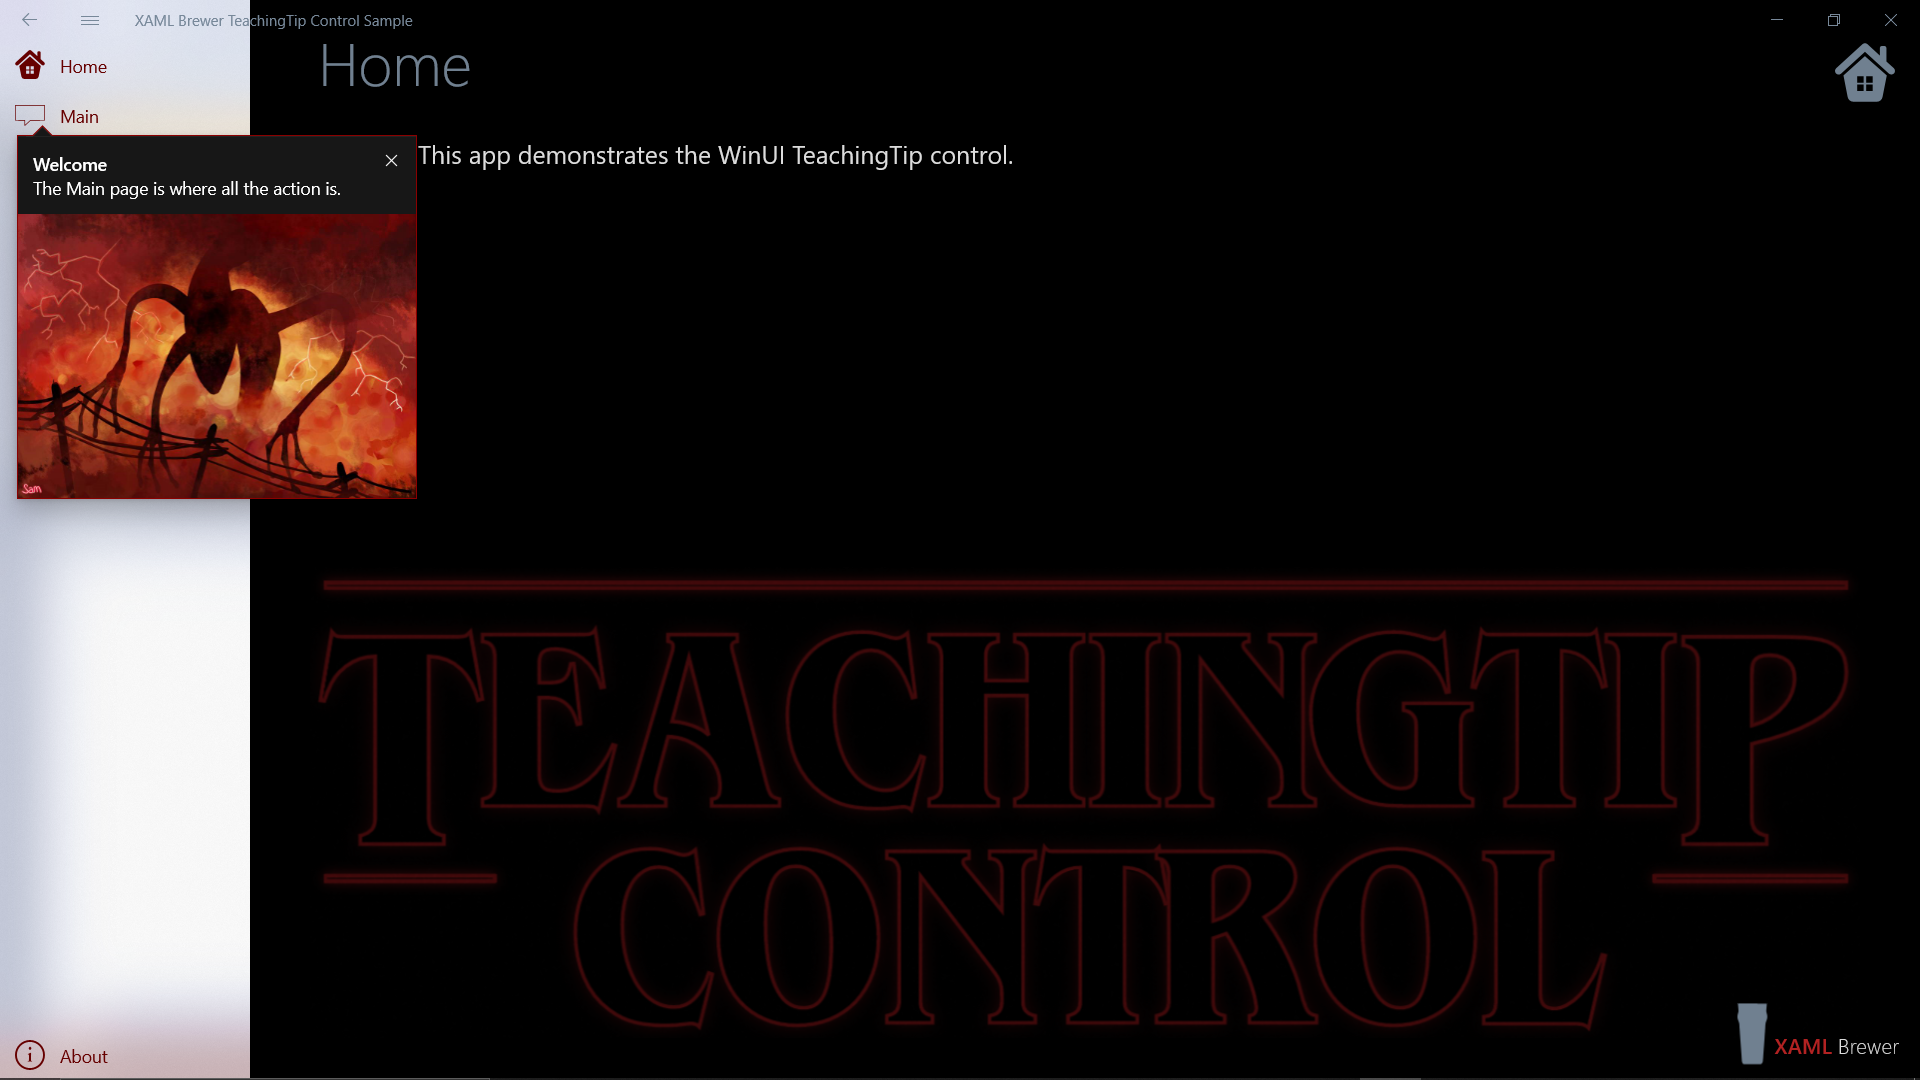 XAML Brewer TeachingTip Control Sample
Home
Home
Main
Welcome
The Main page is where all the action is.
Sam
This app demonstrates the WinUI TeachingTip control.
TEACHINGTIP
CONTROL
About
XAML Brewer